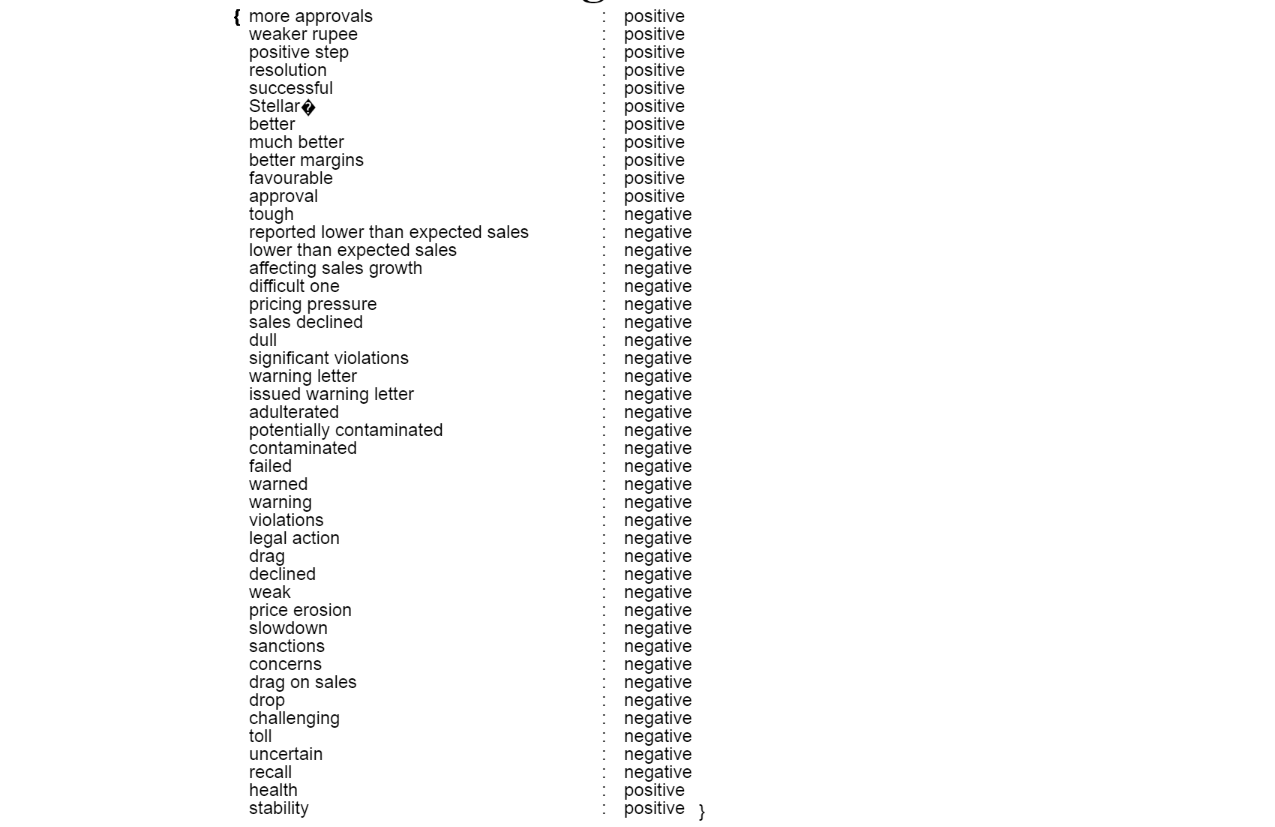 { more approvals : positive
weaker rupee : positive
positive step : positive
resolution : positive
successful : positive
Stellar� : positive
better : positive
much better : positive
better margins : positive
favourable : positive
approval : positive
tough : negative
reported lower than expected sales : negative
lower than expected sales : negative
affecting sales growth : negative
difficult one : negative
pricing pressure : negative
sales declined : negative
dull : negative
significant violations : negative
warning letter : negative
issued warning letter : negative
adulterated : negative
potentially contaminated : negative
contaminated : negative
failed : negative
warned : negative
warning : negative
violations : negative
legal action : negative
drag : negative
declined : negative
weak : negative
price erosion : negative
slowdown : negative
sanctions : negative
concerns : negative
drag on sales : negative
drop : negative
challenging : negative
toll : negative
uncertain : negative
recall : negative
health : positive
stability : positive }